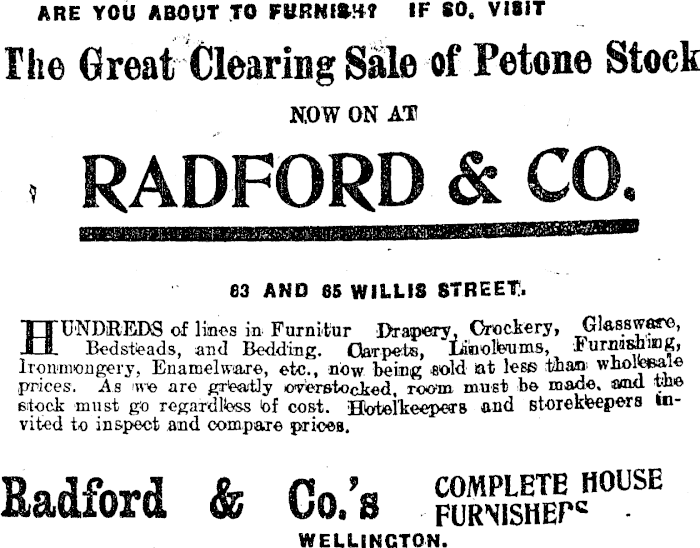 ARE YOU ABOUT TO FURNISH? IF SO, VISIT
The Great Clearing Sale of Petone Stock
NOW ON AT
RADFORD & CO.
63 AND 65 WILLIS STREET.
HUNDREDS of lines in Furnitur Drapery, Crockery, Glassware,
Bedsteads, and Bedding. Carpets, Linoleums, Furnishing,
Ironmongery, Enamelware, etc., now being sold at less than wholesale
prices. As we are greatly overstocked, room must be made, and the
stock must go regardless of cost. Hotelkeepers and storekeepers in-
vited to inspect and compare prices.
Radford & Co.'s COMPLETE HOUSE
FURNISHERS
WELLINGTON.